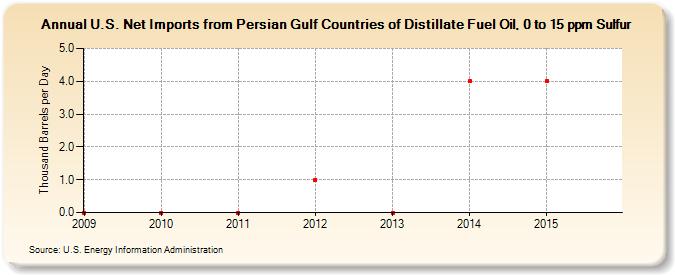 Annual U.S. Net Imports from Persian Gulf Countries of Distillate Fuel Oil, 0 to 15 ppm Sulfur
Thousand Barrels per Day
5.0
4.0
3.0
2.0
1.0
0.0
2009 2010 2011 2012 2013 2014 2015
Source: U.S. Energy Information Administration